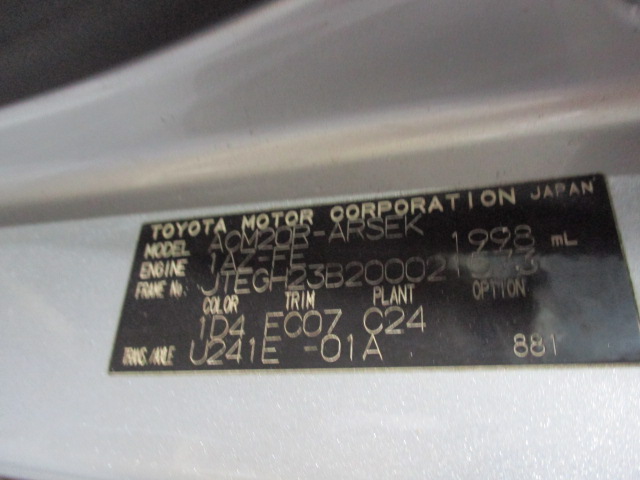 TOYOTA MOTOR CORPORATION JAPAN
MODEL ACM20R-ARSEK
ENGINE 1AZ-FE 1998 mL
FRAME No. JTEGH23B200021373
COLOR TRIM PLANT OPTION
1D4 EC07 C24
TRANS./AXLE U241E -01A 881